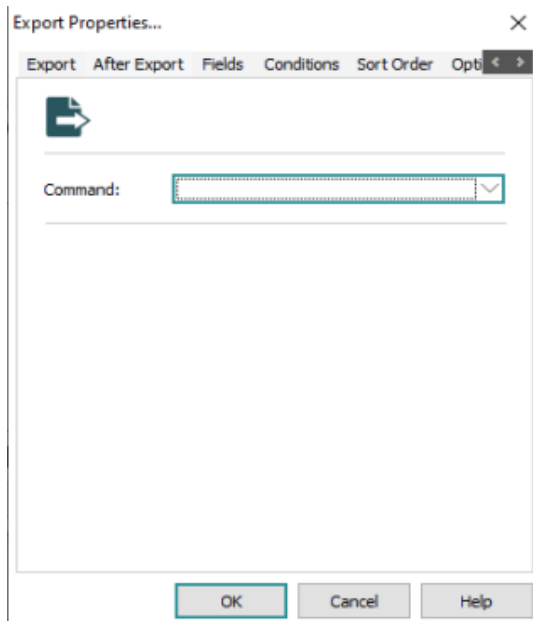 Export Properties...
Export After Export Fields Conditions Sort Order Opti
Command:
OK Cancel Help